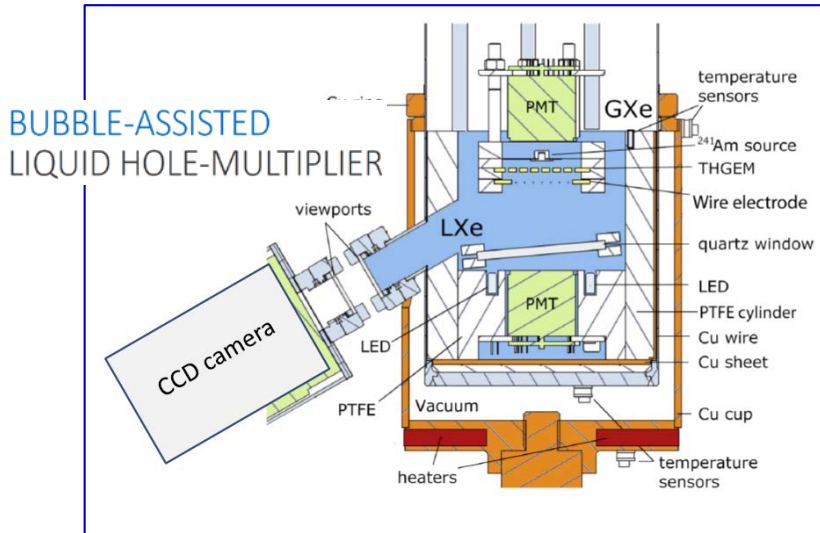 BUBBLE-ASSISTED
LIQUID HOLE-MULTIPLIER
PMT
GXe
temperature
sensors
241Am source
THGEM
Wire electrode
viewports
LXe
quartz window
LED
PMT
PTFE cylinder
CCD camera
LED
Cu wire
Cu sheet
PTFE
Vacuum
Cu cup
heaters
temperature
sensors